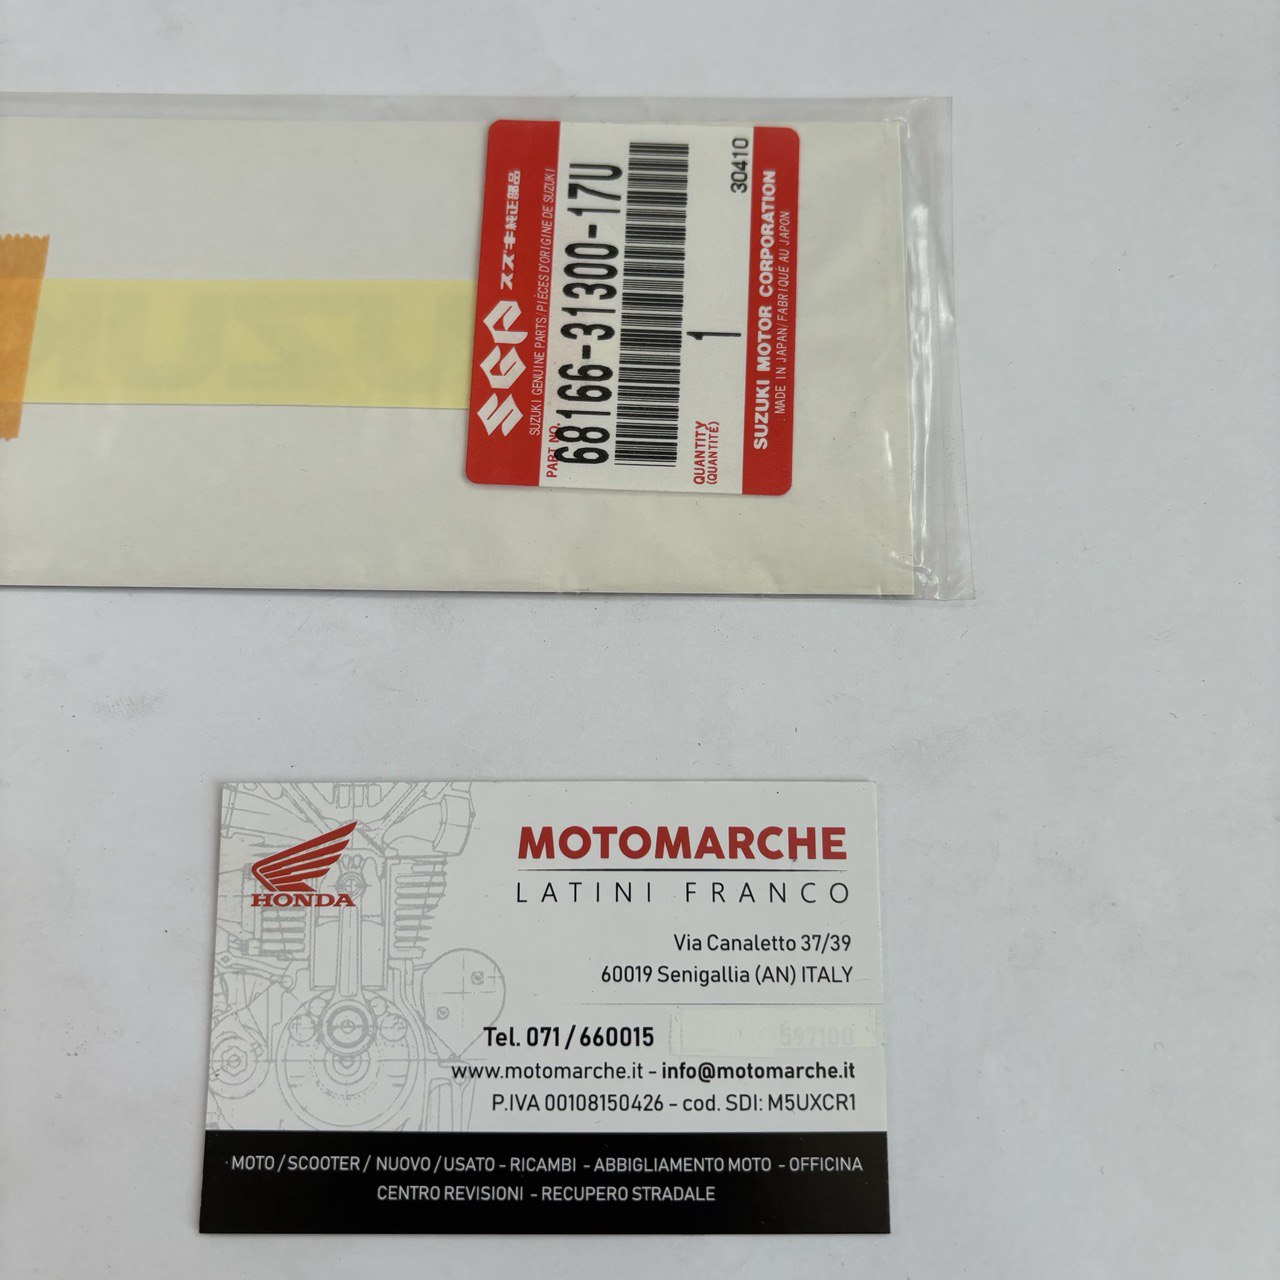 SGP スズキ純正部品
SUZUKI GENUINE PARTS/PIÈCES D'ORIGINE DE SUZUKI
PART NO.
68166-31300-17U
QUANTITY
(QUANTITÉ)
1
30410
SUZUKI MOTOR CORPORATION
MADE IN JAPAN/FABRIQUÉ AU JAPON
HONDA
MOTOMARCHE
LATINI FRANCO
Via Canaletto 37/39
60019 Senigallia (AN) ITALY
Tel. 071/660015
www.motomarche.it - info@motomarche.it
P.IVA 00108150426 - cod. SDI: M5UXCR1
MOTO / SCOOTER / NUOVO / USATO - RICAMBI - ABBIGLIAMENTO MOTO - OFFICINA
CENTRO REVISIONI - RECUPERO STRADALE